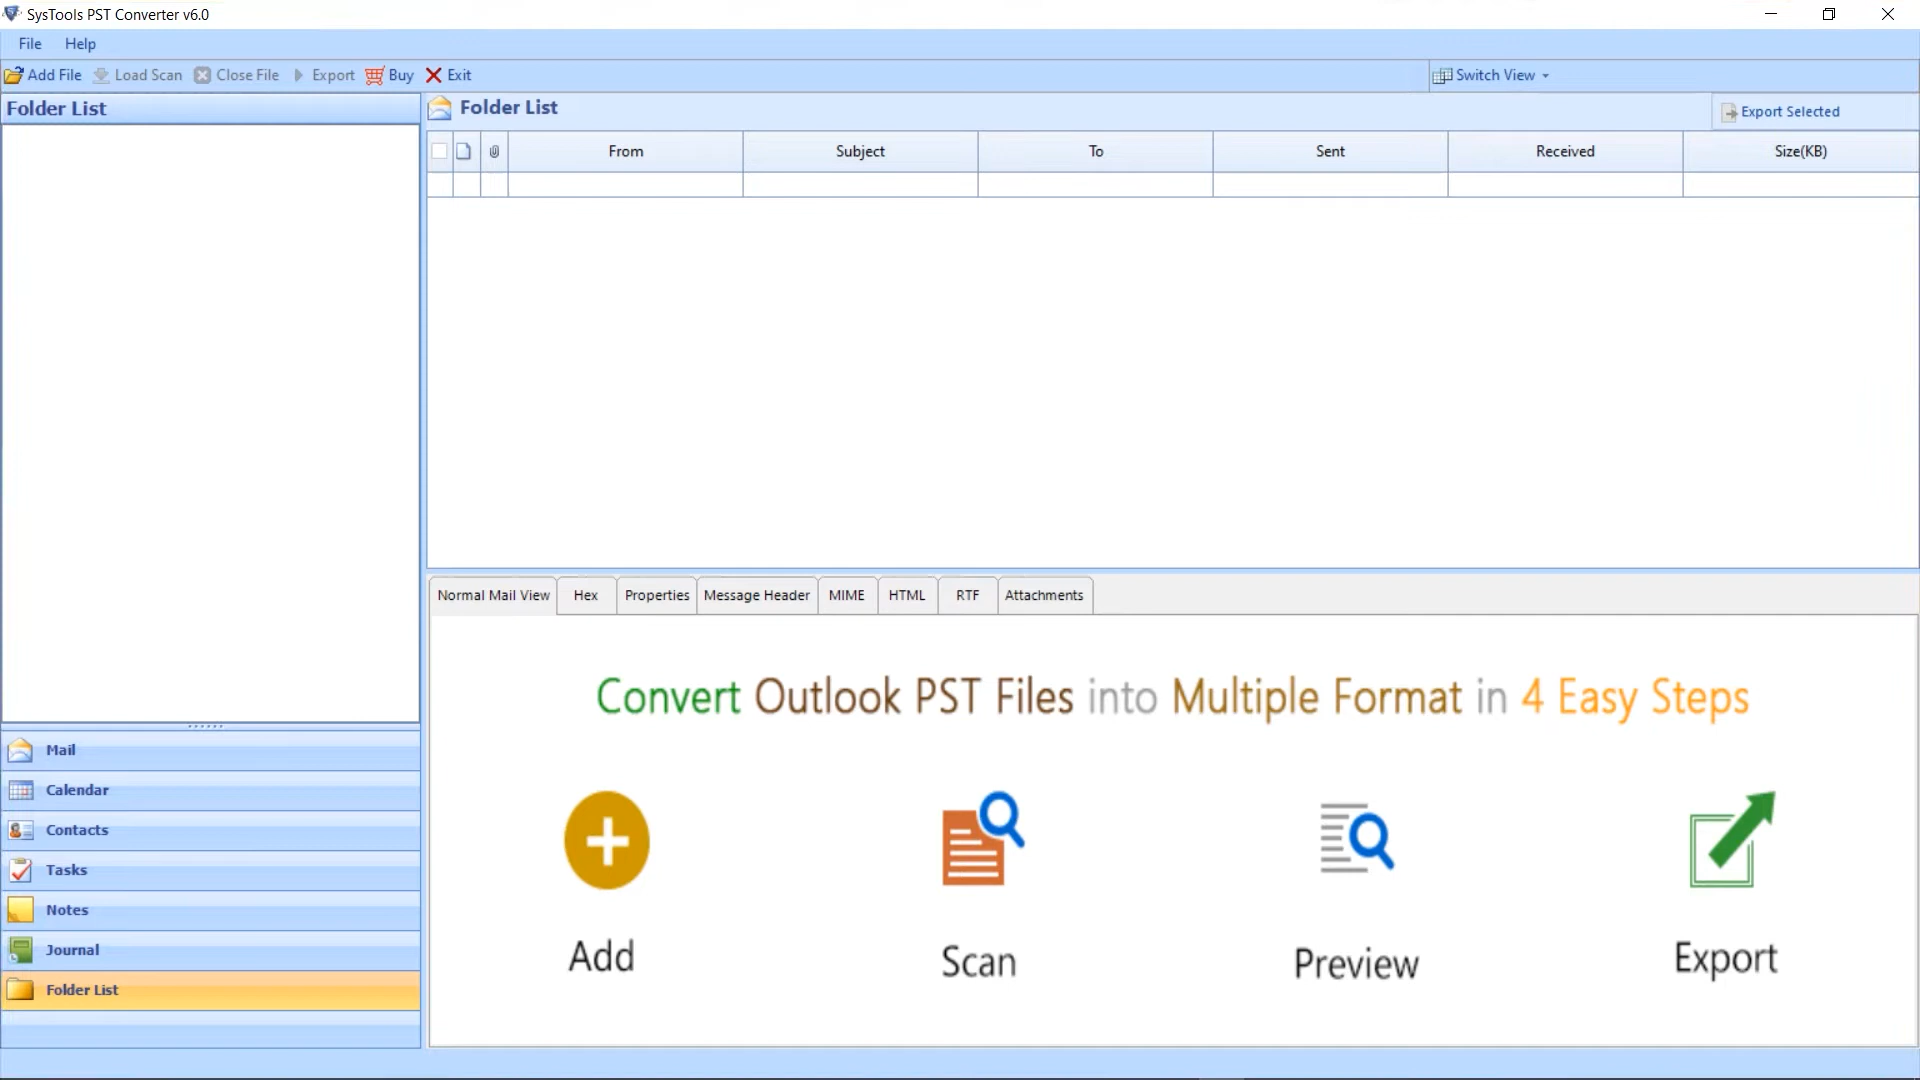 SysTools PST Converter v6.0
File Help
Add File Load Scan Close File Export Buy Exit Switch View
Folder List
Folder List
Export Selected
From Subject To Sent Received Size(KB)
Normal Mail View Hex Properties Message Header MIME HTML RTF Attachments
Convert Outlook PST Files into Multiple Format in 4 Easy Steps
Add Scan Preview Export
Mail
Calendar
Contacts
Tasks
Notes
Journal
Folder List